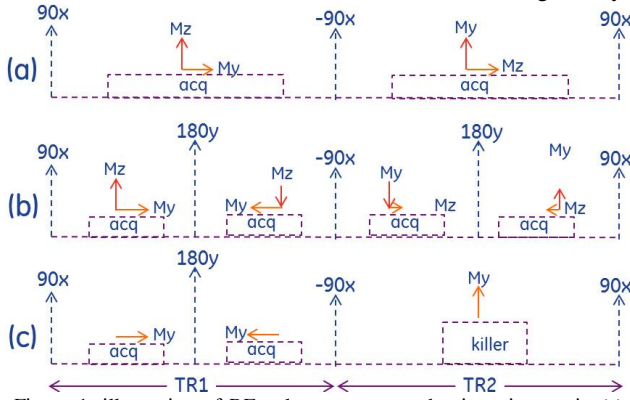 90x -90x 90x
(a) Mz My acq My Mz acq
90x 180y -90x 180y 90x
(b) Mz My acq Mz My acq My Mz acq My Mz acq
90x 180y -90x 90x
(c) My acq My acq My killer
TR1 TR2